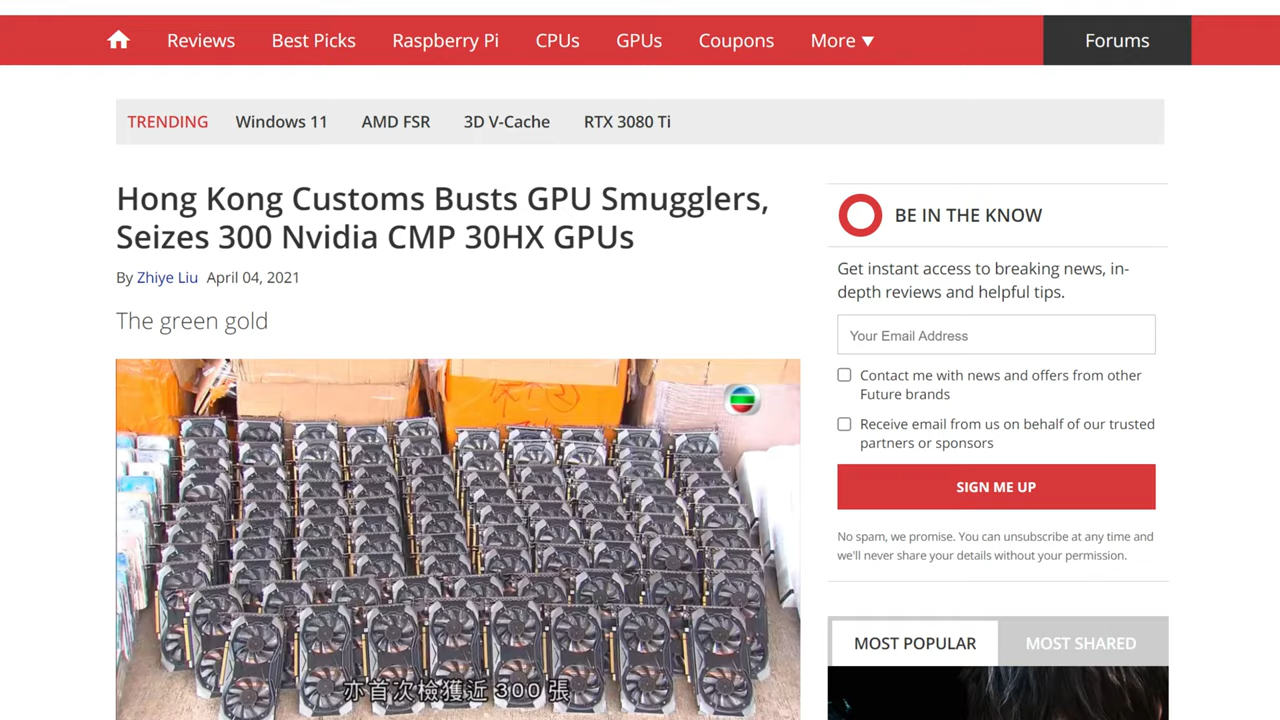 Reviews
Best Picks
Raspberry Pi
CPUs
GPUs
Coupons
More ▼
Forums
TRENDING
Windows 11
AMD FSR
3D V-Cache
RTX 3080 Ti
Hong Kong Customs Busts GPU Smugglers,
Seizes 300 Nvidia CMP 30HX GPUs
By Zhiye Liu April 04, 2021
The green gold
亦首次檢獲近300張
BE IN THE KNOW
Get instant access to breaking news, in-
depth reviews and helpful tips.
Your Email Address
Contact me with news and offers from other
Future brands
Receive email from us on behalf of our trusted
partners or sponsors
SIGN ME UP
No spam, we promise. You can unsubscribe at any time and
we'll never share your details without your permission.
MOST POPULAR
MOST SHARED